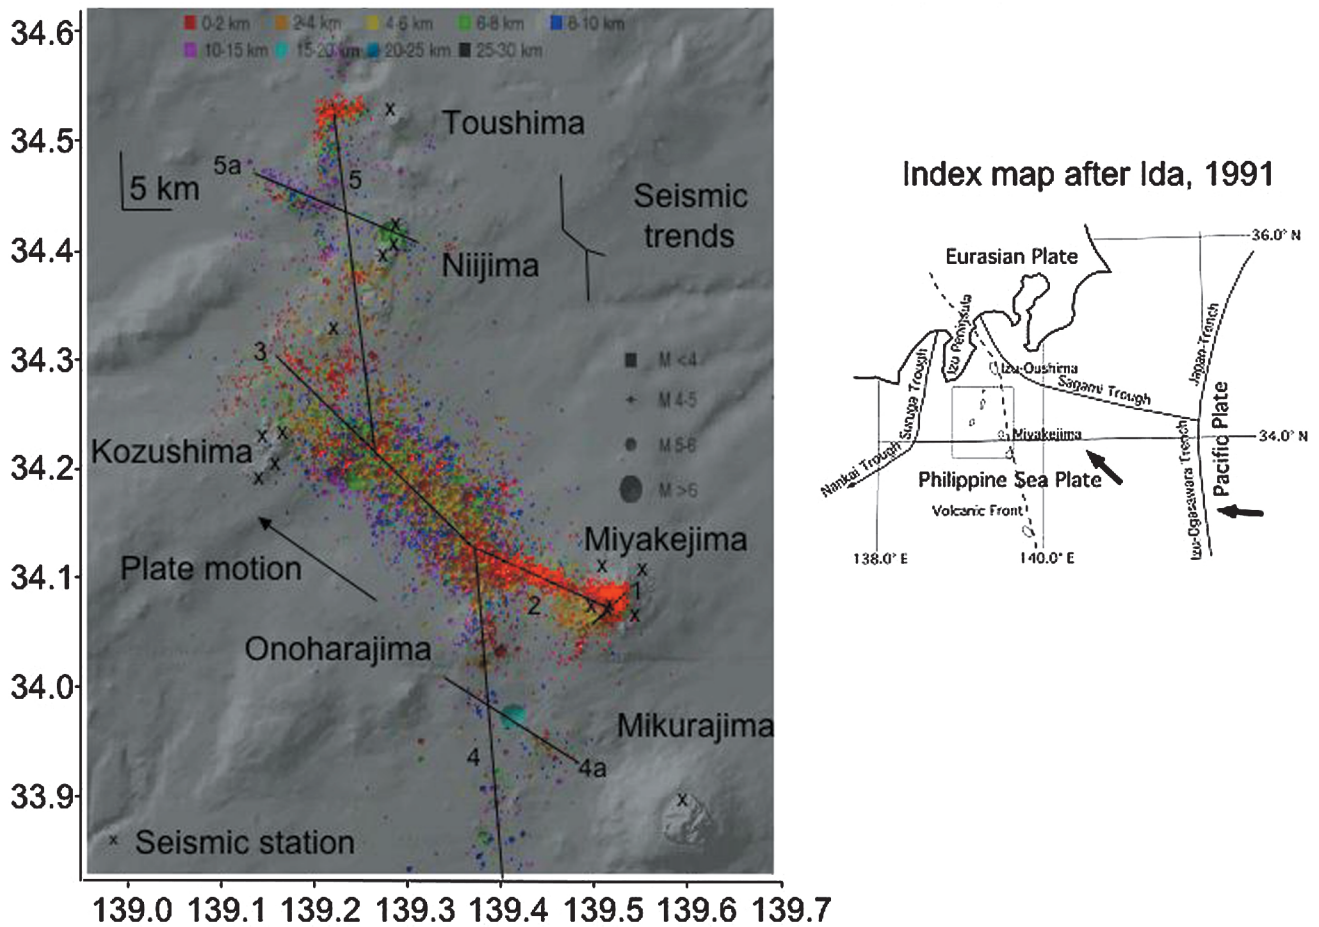 34.6
34.5
34.4
34.3
34.2
34.1
34.0
33.9
0-2 km 2-4 km 4-6 km 6-8 km 8-10 km
10-15 km 15-20 km 20-25 km 25-30 km
x
Toushima
5a
5
5 km
Seismic
trends
x
x
x
Niijima
x
3
M <4
M 4-5
M 5-6
M >6
x x
Kozushima
x
x
Miyakejima
x x
Plate motion
1
x x
2
x
Onoharajima
Mikurajima
4
4a
x
x Seismic station
139.0 139.1 139.2 139.3 139.4 139.5 139.6 139.7
Index map after Ida, 1991
36.0° N
Eurasian Plate
Izu Peninsula
Izu-Oushima
Sagami Trough
Japan-Trench
Suruga Trough
Miyakejima
34.0° N
Nankai Trough
Philippine Sea Plate
Pacific Plate
Izu-Ogasawara Trench
Volcanic Front
138.0° E 140.0° E